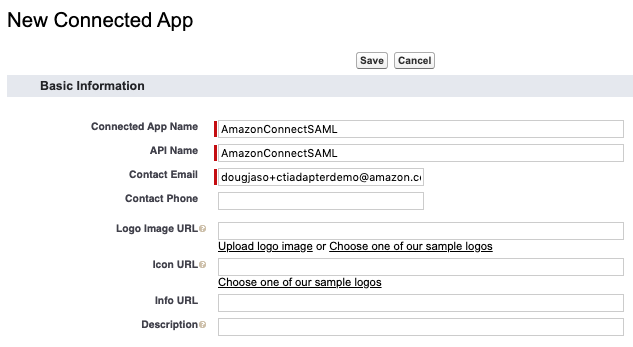 New Connected App
Save Cancel
Basic Information
Connected App Name AmazonConnectSAML
API Name AmazonConnectSAML
Contact Email dougjaso+ctiadapterdemo@amazon.c
Contact Phone
Logo Image URL
Upload logo image or Choose one of our sample logos
Icon URL
Choose one of our sample logos
Info URL
Description